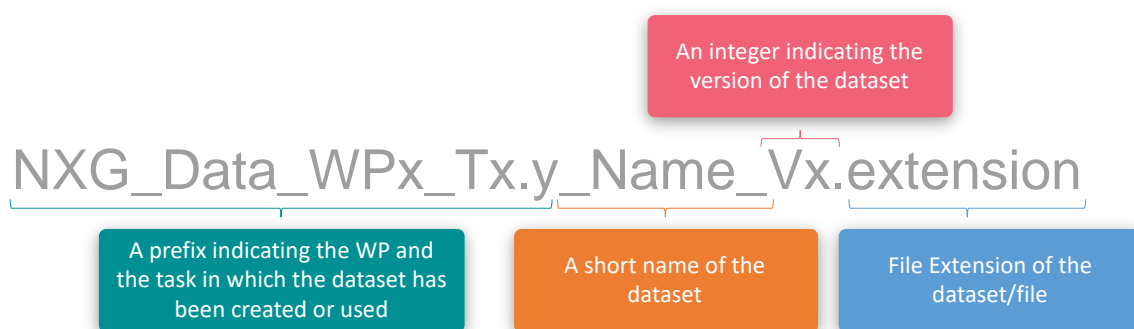 An integer indicating the
version of the dataset
NXG_Data_WPx_Tx.y_Name_Vx.extension
A prefix indicating the WP and
the task in which the dataset has
been created or used
A short name of the
dataset
File Extension of the
dataset/file